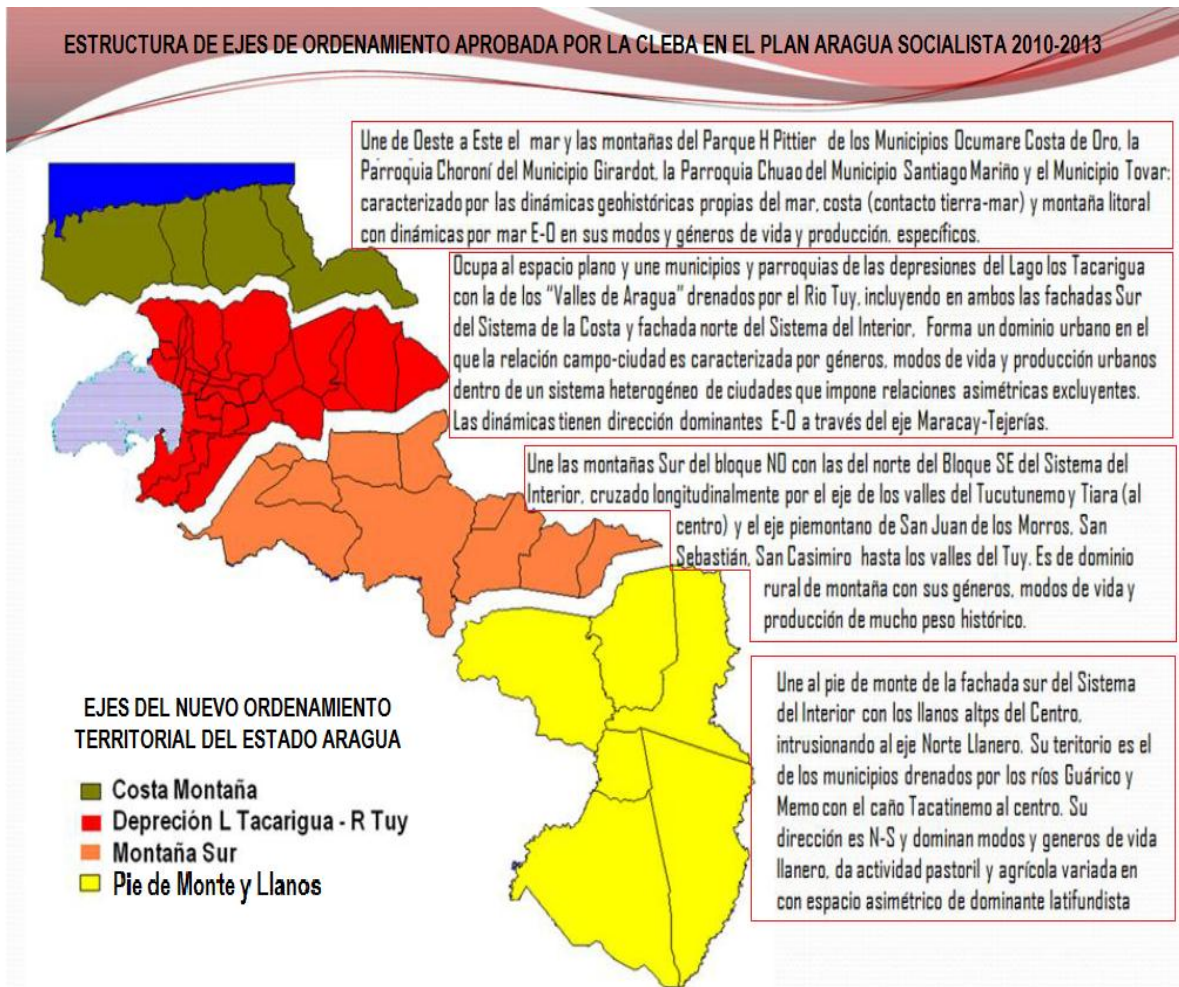 ESTRUCTURA DE EJES DE ORDENAMIENTO APROBADA POR LA CLEBA EN EL PLAN ARAGUA SOCIALISTA 2010-2013
Une de Oeste a Este el mar y las montañas del Parque H Pittier de los Municipios Ocumare Costa de Oro, la
Parroquia Choroní del Municipio Girardot, la Parroquia Chuao del Municipio Santiago Mariño y el Municipio Tovar;
caracterizado por las dinámicas geohistóricas propias del mar, costa (contacto tierra-mar) y montaña litoral
con dinámicas por mar E-O en sus modos y géneros de vida y producción. específicos.
Ocupa al espacio plano y une municipios y parroquias de las depresiones del Lago los Tacarigua
con la de los “Valles de Aragua” drenados por el Rio Tuy, incluyendo en ambos las fachadas Sur
del Sistema de la Costa y fachada norte del Sistema del Interior, Forma un dominio urbano en el
que la relación campo-ciudad es caracterizada por géneros, modos de vida y producción urbanos
dentro de un sistema heterogéneo de ciudades que impone relaciones asimétricas excluyentes.
Las dinámicas tienen dirección dominantes E-O a través del eje Maracay-Tejerías.
Une las montañas Sur del bloque NO con las del norte del Bloque SE del Sistema del
Interior, cruzado longitudinalmente por el eje de los valles del Tucutunemo y Tiara (al
centro) y el eje piemontano de San Juan de los Morros, San
Sebastián, San Casimiro hasta los valles del Tuy. Es de dominio
rural de montaña con sus géneros, modos de vida y
producción de mucho peso histórico.
Une al pie de monte de la fachada sur del Sistema
del Interior con los llanos altps del Centro,
intrusionando al eje Norte Llanero. Su teritorio es el
de los municipios drenados por los ríos Guárico y
Memo con el caño Tacatinemo al centro. Su
dirección es N-S y dominan modos y generos de vida
llanero, da actividad pastoril y agrícola variada en
con espacio asimétrico de dominante latifundista
EJES DEL NUEVO ORDENAMIENTO
TERRITORIAL DEL ESTADO ARAGUA
Costa Montaña
Depreción L Tacarigua - R Tuy
Montaña Sur
Pie de Monte y Llanos